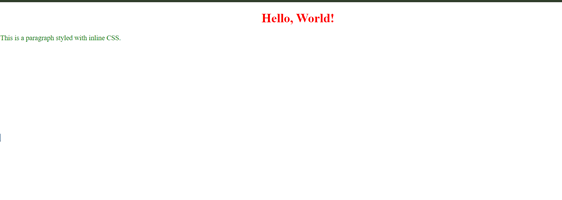 Hello, World!
This is a paragraph styled with inline CSS.